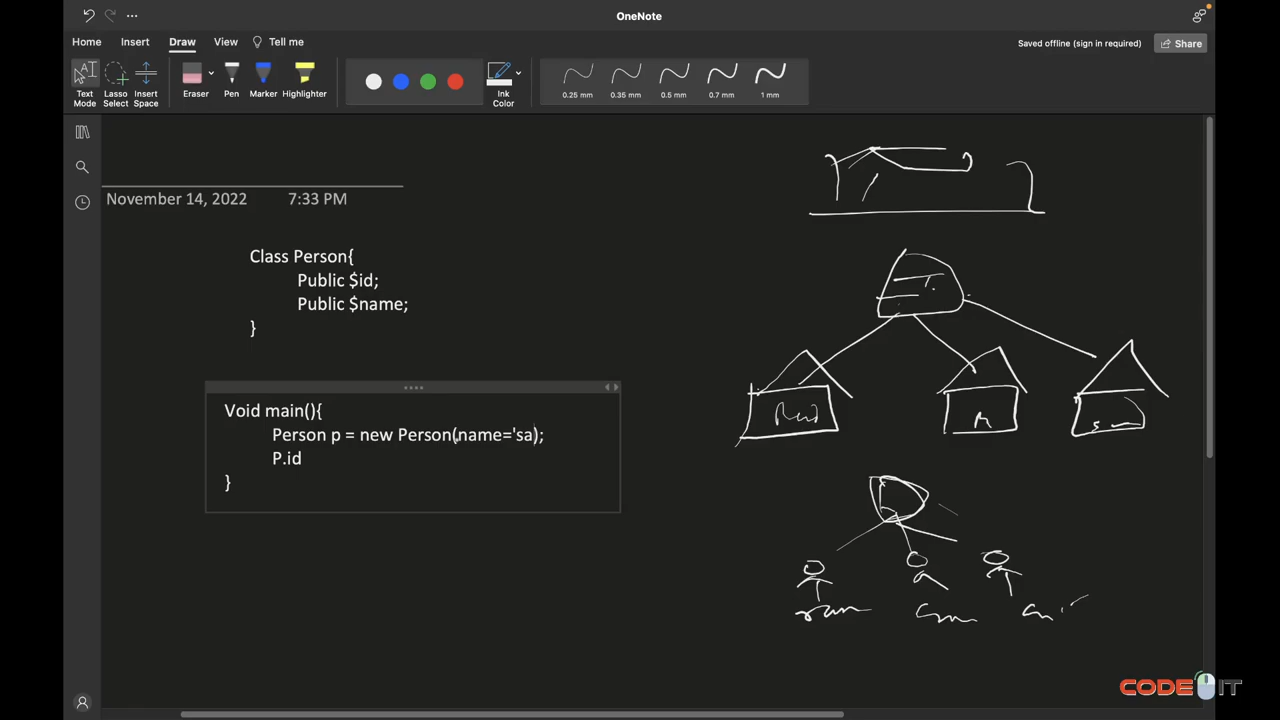 OneNote
Home Insert Draw View Tell me
Saved offline (sign in required) Share
Text Mode
Lasso Select
Insert Space
Eraser
Pen
Marker
Highlighter
Ink Color
0.25 mm 0.35 mm 0.5 mm 0.7 mm 1 mm
November 14, 2022 7:33 PM
Class Person{
Public $id;
Public $name;
}
Void main(){
Person p = new Person(name='sa);
P.id
}
ram
CODE IT